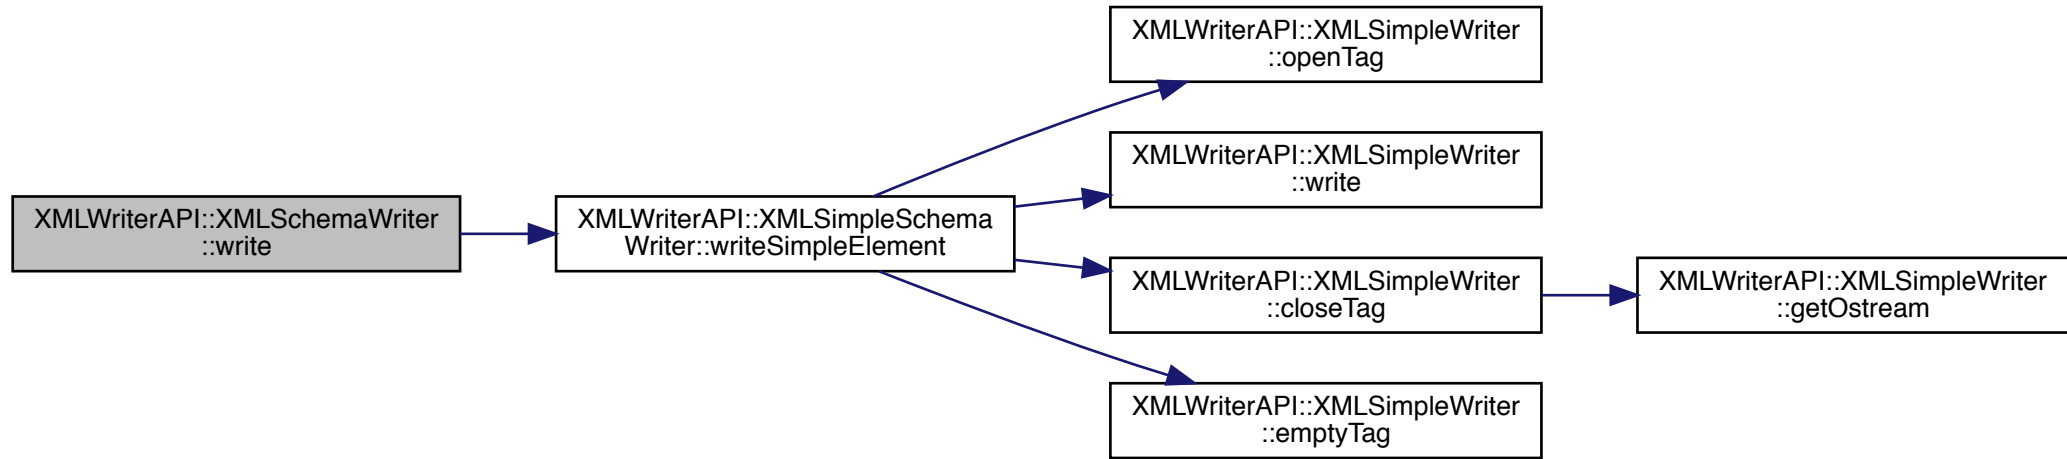 XMLWriterAPI::XMLSchemaWriter
::write
XMLWriterAPI::XMLSimpleSchema
Writer::writeSimpleElement
XMLWriterAPI::XMLSimpleWriter
::openTag
XMLWriterAPI::XMLSimpleWriter
::write
XMLWriterAPI::XMLSimpleWriter
::closeTag
XMLWriterAPI::XMLSimpleWriter
::emptyTag
XMLWriterAPI::XMLSimpleWriter
::getOstream